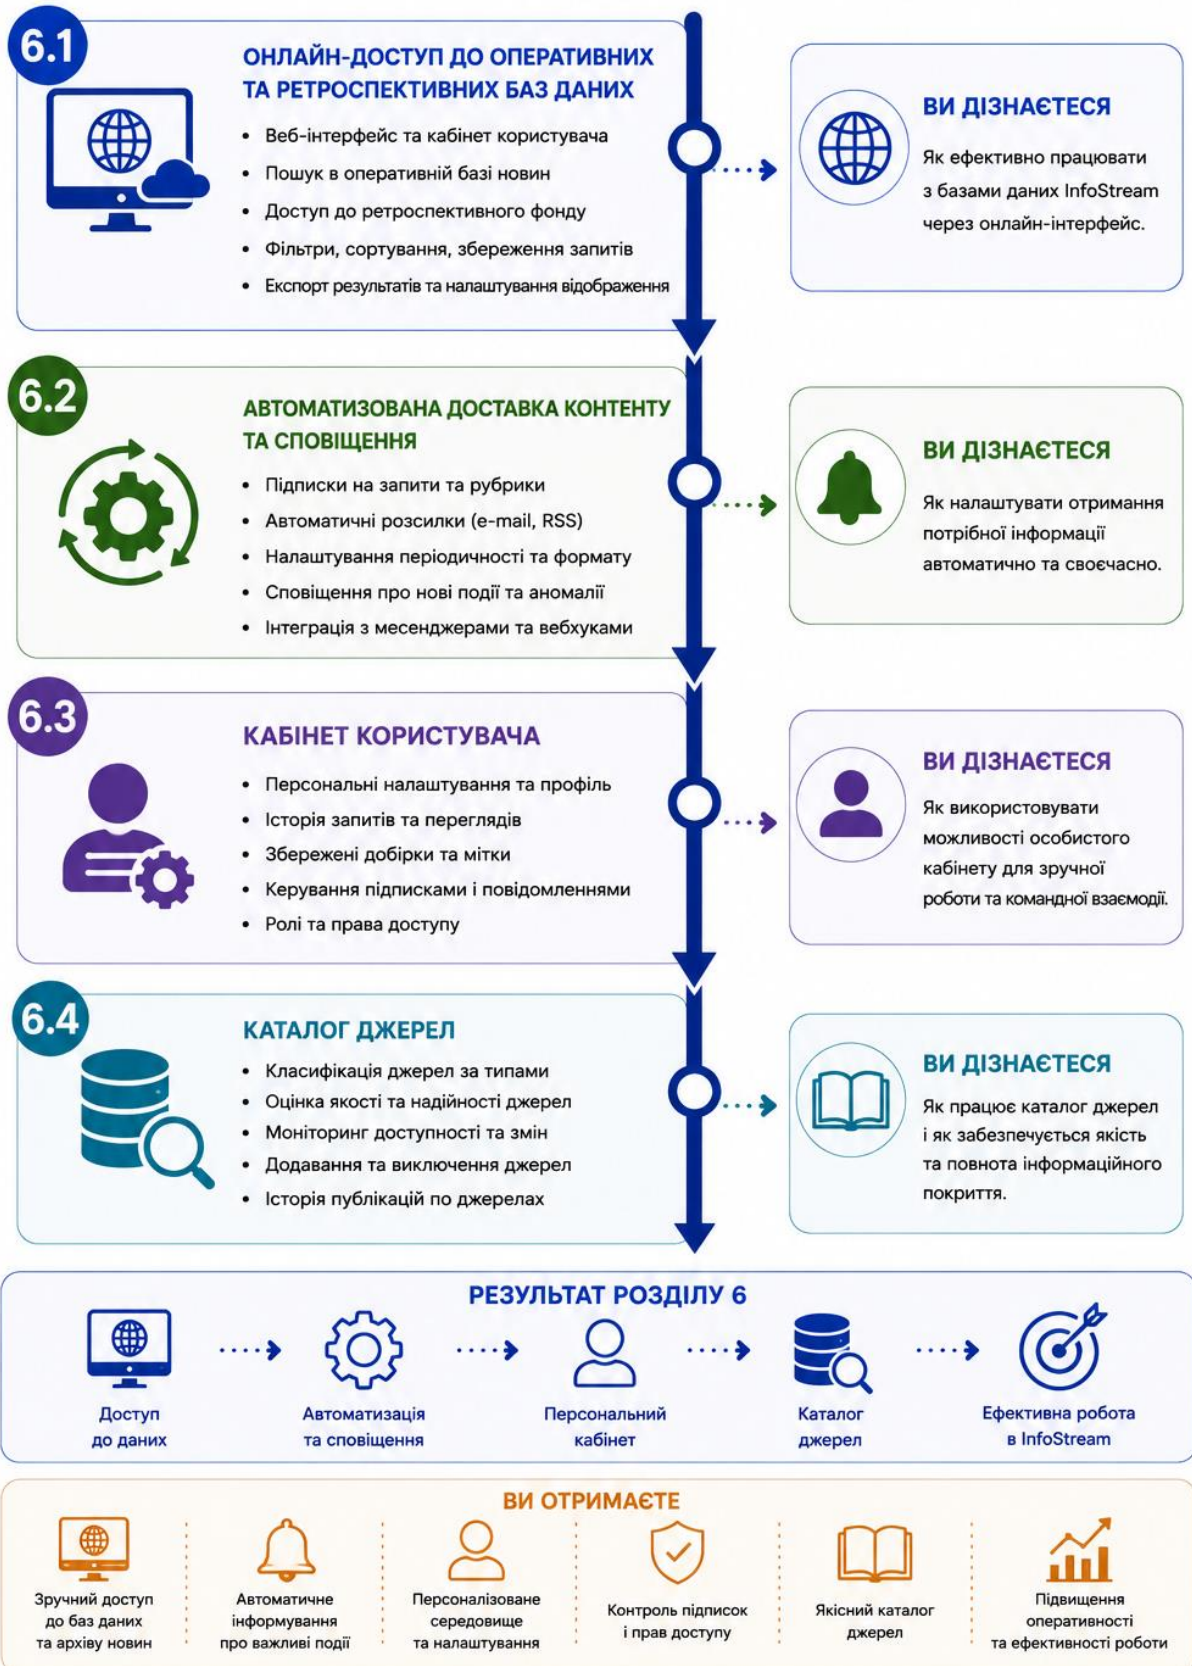 6.1
ОНЛАЙН-ДОСТУП ДО ОПЕРАТИВНИХ
ТА РЕТРОСПЕКТИВНИХ БАЗ ДАНИХ
• Веб-інтерфейс та кабінет користувача
• Пошук в оперативній базі новин
• Доступ до ретроспективного фонду
• Фільтри, сортування, збереження запитів
• Експорт результатів та налаштування відображення
ВИ ДІЗНАЄТЕСЯ
Як ефективно працювати
з базами даних InfoStream
через онлайн-інтерфейс.
6.2
АВТОМАТИЗОВАНА ДОСТАВКА КОНТЕНТУ
ТА СПОВІЩЕННЯ
• Підписки на запити та рубрики
• Автоматичні розсилки (e-mail, RSS)
• Налаштування періодичності та формату
• Сповіщення про нові події та аномалії
• Інтеграція з месенджерами та вебхуками
ВИ ДІЗНАЄТЕСЯ
Як налаштувати отримання
потрібної інформації
автоматично та своєчасно.
6.3
КАБІНЕТ КОРИСТУВАЧА
• Персональні налаштування та профіль
• Історія запитів та переглядів
• Збережені добірки та мітки
• Керування підписками і повідомленнями
• Ролі та права доступу
ВИ ДІЗНАЄТЕСЯ
Як використовувати
можливості особистого
кабінету для зручної
роботи та командної взаємодії.
6.4
КАТАЛОГ ДЖЕРЕЛ
• Класифікація джерел за типами
• Оцінка якості та надійності джерел
• Моніторинг доступності та змін
• Додавання та виключення джерел
• Історія публікацій по джерелах
ВИ ДІЗНАЄТЕСЯ
Як працює каталог джерел
і як забезпечується якість
та повнота інформаційного
покриття.
РЕЗУЛЬТАТ РОЗДІЛУ 6
Доступ
до даних
Автоматизація
та сповіщення
Персональний
кабінет
Каталог
джерел
Ефективна робота
в InfoStream
ВИ ОТРИМАЄТЕ
Зручний доступ
до баз даних
та архіву новин
Автоматичне
інформування
про важливі події
Персоналізоване
середовище
та налаштування
Контроль підписок
і прав доступу
Якісний каталог
джерел
Підвищення
оперативності
та ефективності роботи